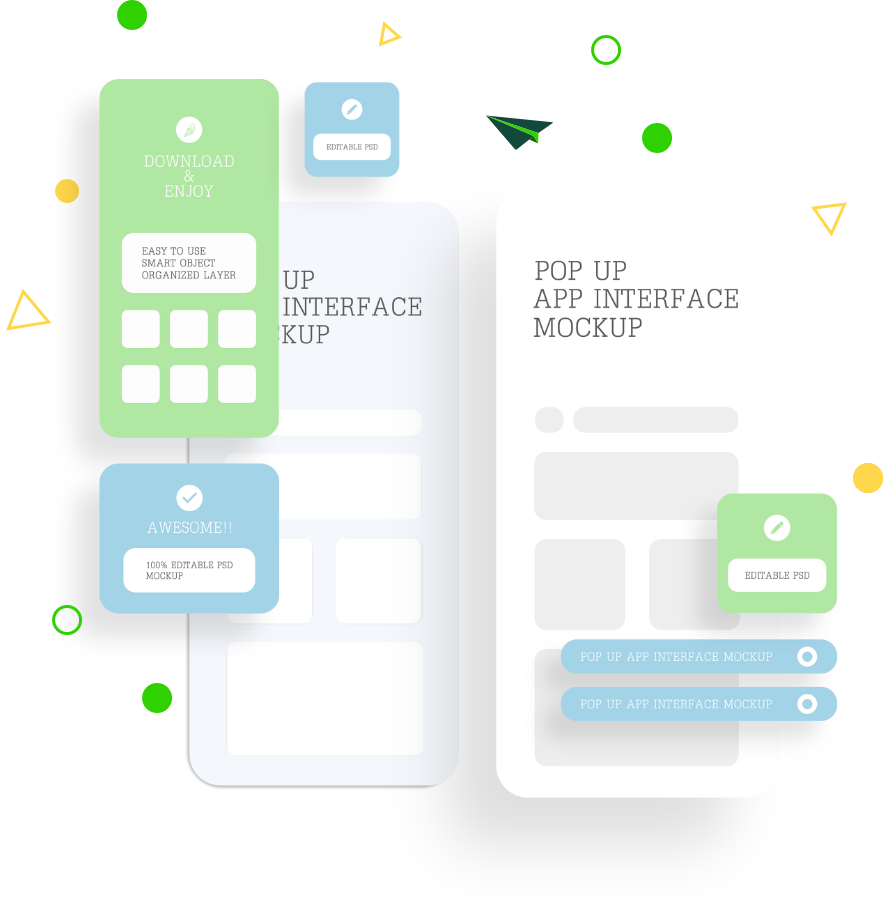 DOWNLOAD
&
ENJOY
EASY TO USE
SMART OBJECT
ORGANIZED LAYER
EDITABLE PSD
UP
INTERFACE
KUP
AWESOME!!
100% EDITABLE PSD
MOCKUP
POP UP
APP INTERFACE
MOCKUP
EDITABLE PSD
POP UP APP INTERFACE MOCKUP
POP UP APP INTERFACE MOCKUP